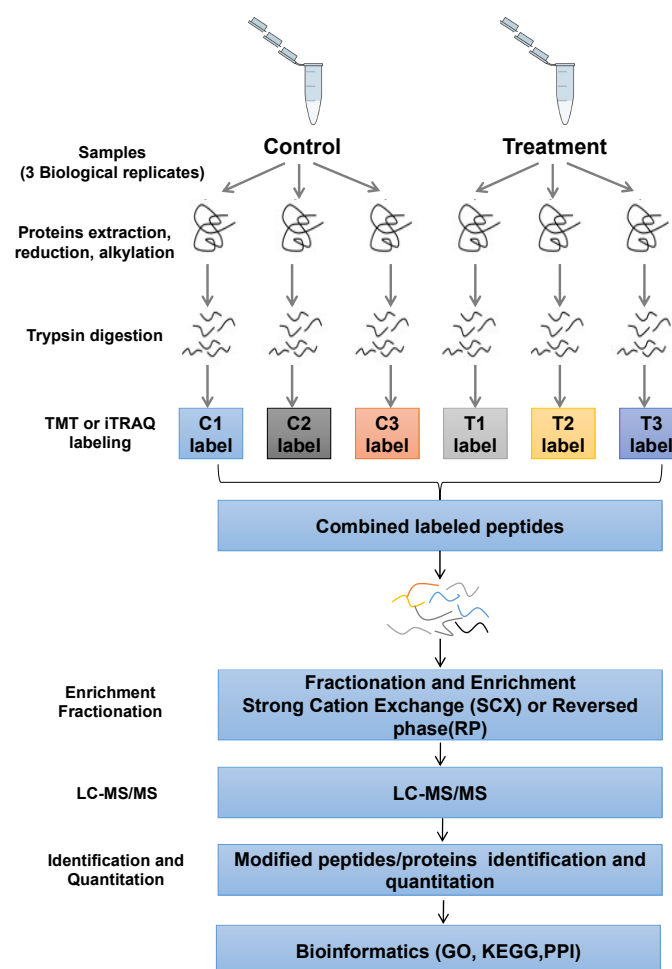 Control
Treatment
Samples
(3 Biological replicates)
Proteins extraction,
reduction, alkylation
Trypsin digestion
TMT or iTRAQ
labeling
C1
label
C2
label
C3
label
T1
label
T2
label
T3
label
Combined labeled peptides
Enrichment
Fractionation
Fractionation and Enrichment
Strong Cation Exchange (SCX) or Reversed
phase(RP)
LC-MS/MS
LC-MS/MS
Identification and
Quantitation
Modified peptides/proteins identification and
quantitation
Bioinformatics (GO, KEGG,PPI)